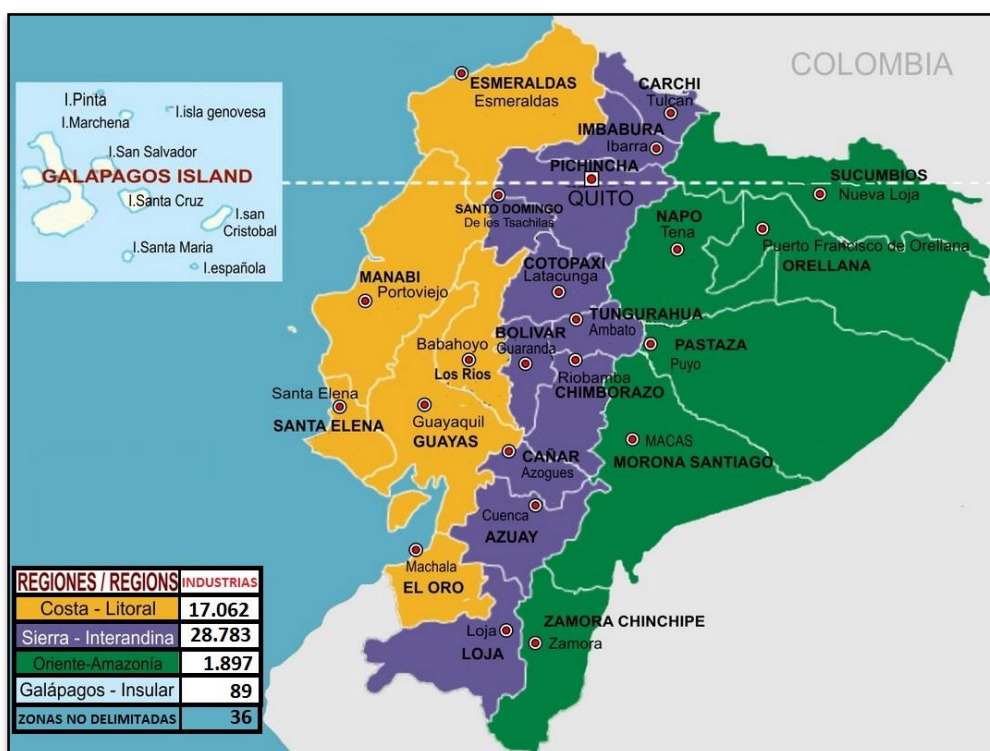 COLOMBIA
I.Pinta
I.Marchena
I.isla genovesa
I.San Salvador
GALAPAGOS ISLAND
I.Santa Cruz
I.san
Cristobal
I.Santa Maria
I.española
ESMERALDAS
Esmeraldas
CARCHI
Tulcan
IMBABURA
Ibarra
PICHINCHA
QUITO
SANTO DOMINGO
De los Tsachilas
SUCUMBIOS
Nueva Loja
NAPO
Tena
Puerto Francisco de Orellana
ORELLANA
COTOPAXI
Latacunga
MANABI
Portoviejo
TUNGURAHUA
Ambato
BOLIVAR
Guaranda
Babahoyo
Los Rios
PASTAZA
Puyo
Riobamba
CHIMBORAZO
Santa Elena
SANTA ELENA
Guayaquil
GUAYAS
MACAS
MORONA SANTIAGO
CAÑAR
Azogues
Cuenca
AZUAY
Machala
EL ORO
ZAMORA CHINCHIPE
Zamora
Loja
LOJA
REGIONES / REGIONS INDUSTRIAS
Costa - Litoral 17.062
Sierra - Interandina 28.783
Oriente-Amazonía 1.897
Galápagos - Insular 89
ZONAS NO DELIMITADAS 36